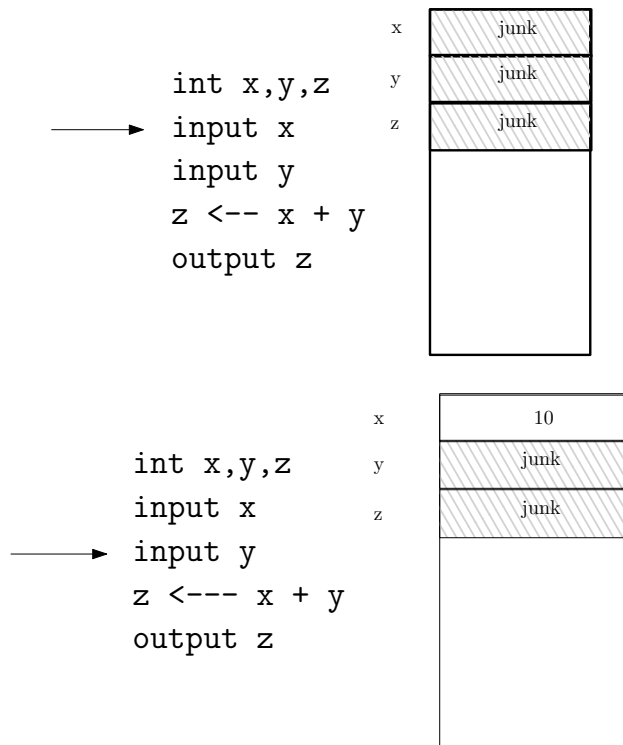 x junk
int x,y,z
y junk
input x
z junk
input y
z <-- x + y
output z
x 10
int x,y,z
y junk
input x
z junk
input y
z <--- x + y
output z